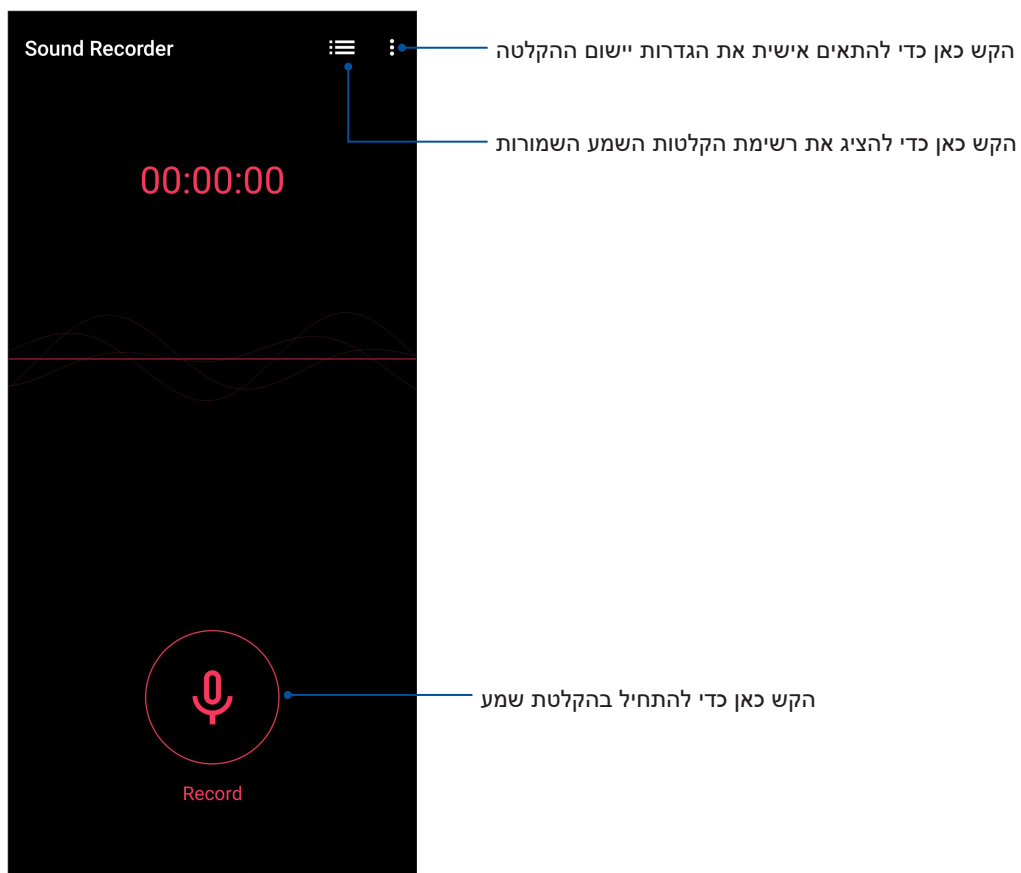 Sound Recorder
הקש כאן כדי להתאים אישית את הגדרות יישום ההקלטה
הקש כאן כדי להציג את רשימת הקלטות השמע השמורות
00:00:00
הקש כאן כדי להתחיל בהקלטת שמע
Record